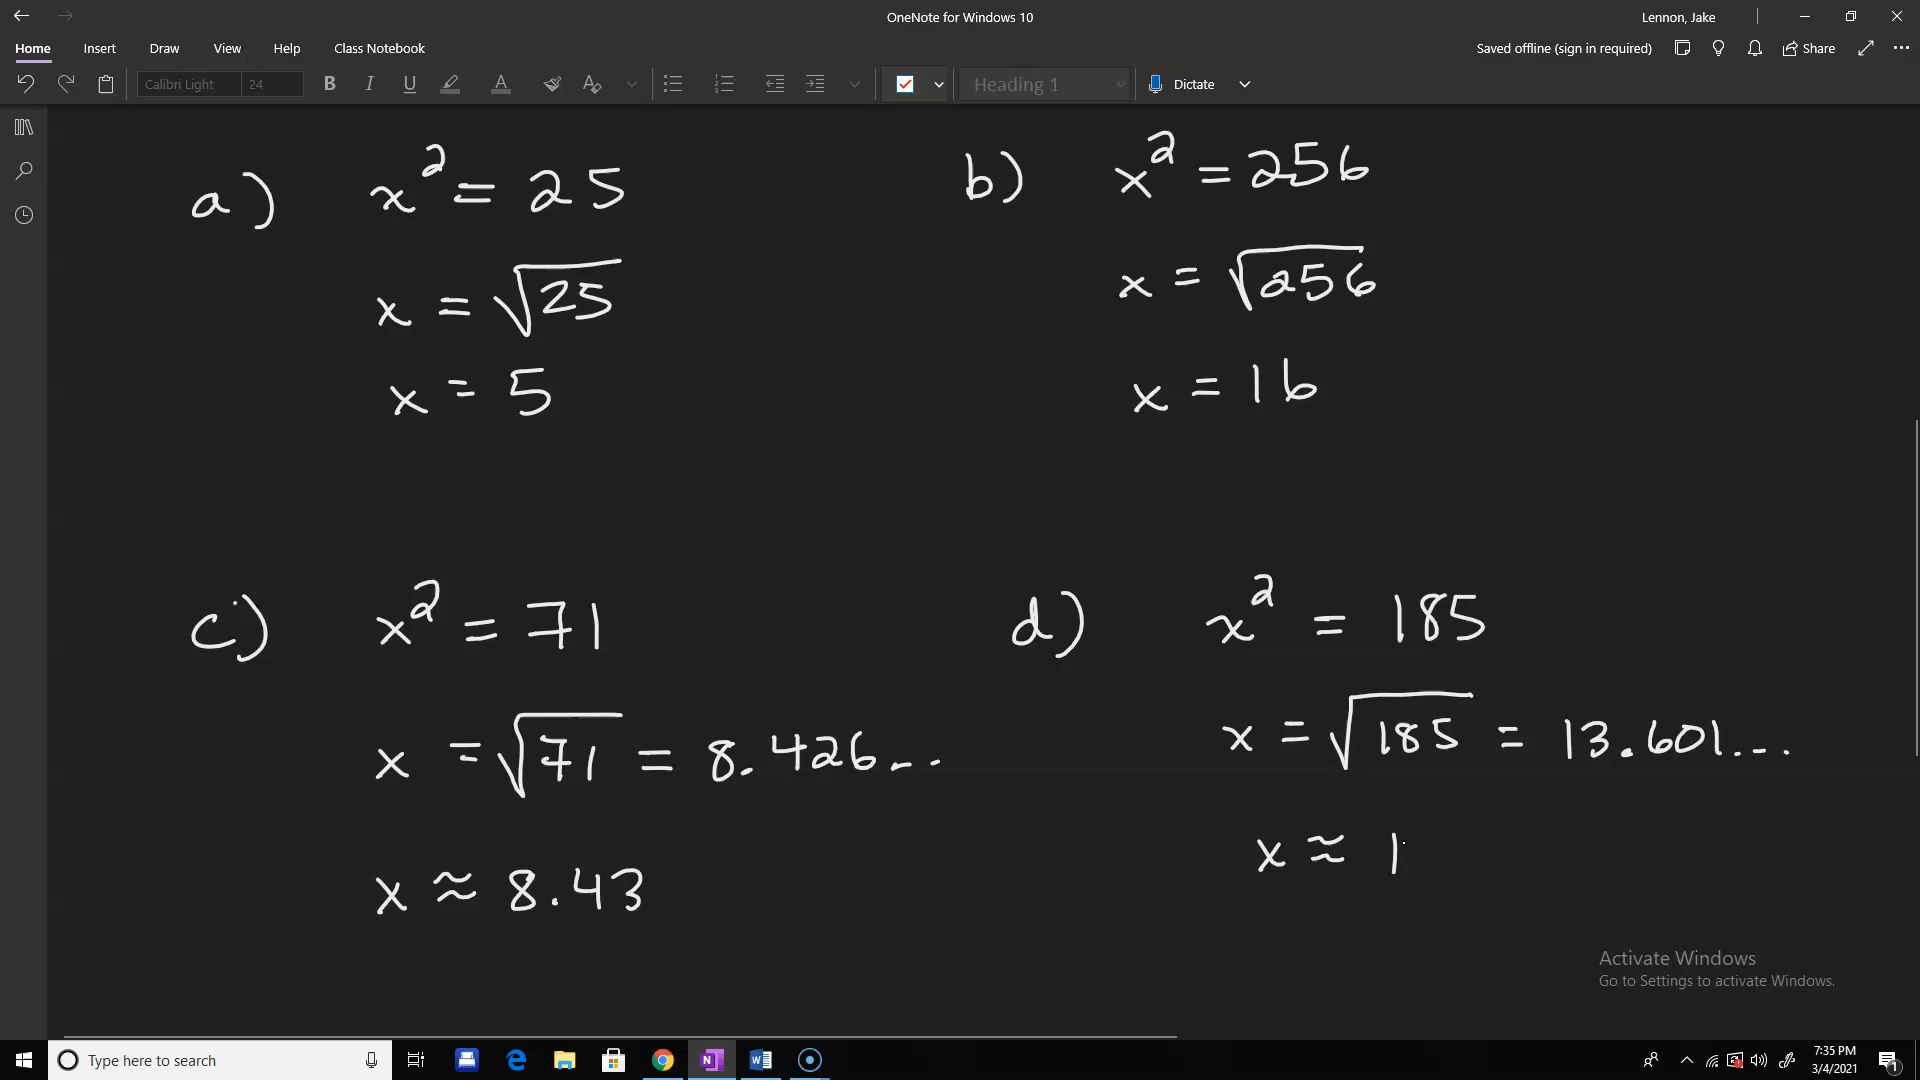 OneNote for Windows 10
Lennon, Jake
Home Insert Draw View Help Class Notebook
Saved offline (sign in required) Share
Calibri Light 24 B I U A Heading 1 Dictate
a) x² = 25
x = √25
x = 5
b) x² = 256
x = √256
x = 16
c) x² = 71
x = √71 = 8.426...
x ≈ 8.43
d) x² = 185
x = √185 = 13.601...
x ≈ 1
Activate Windows
Go to Settings to activate Windows.
Type here to search
7:35 PM
3/4/2021
1